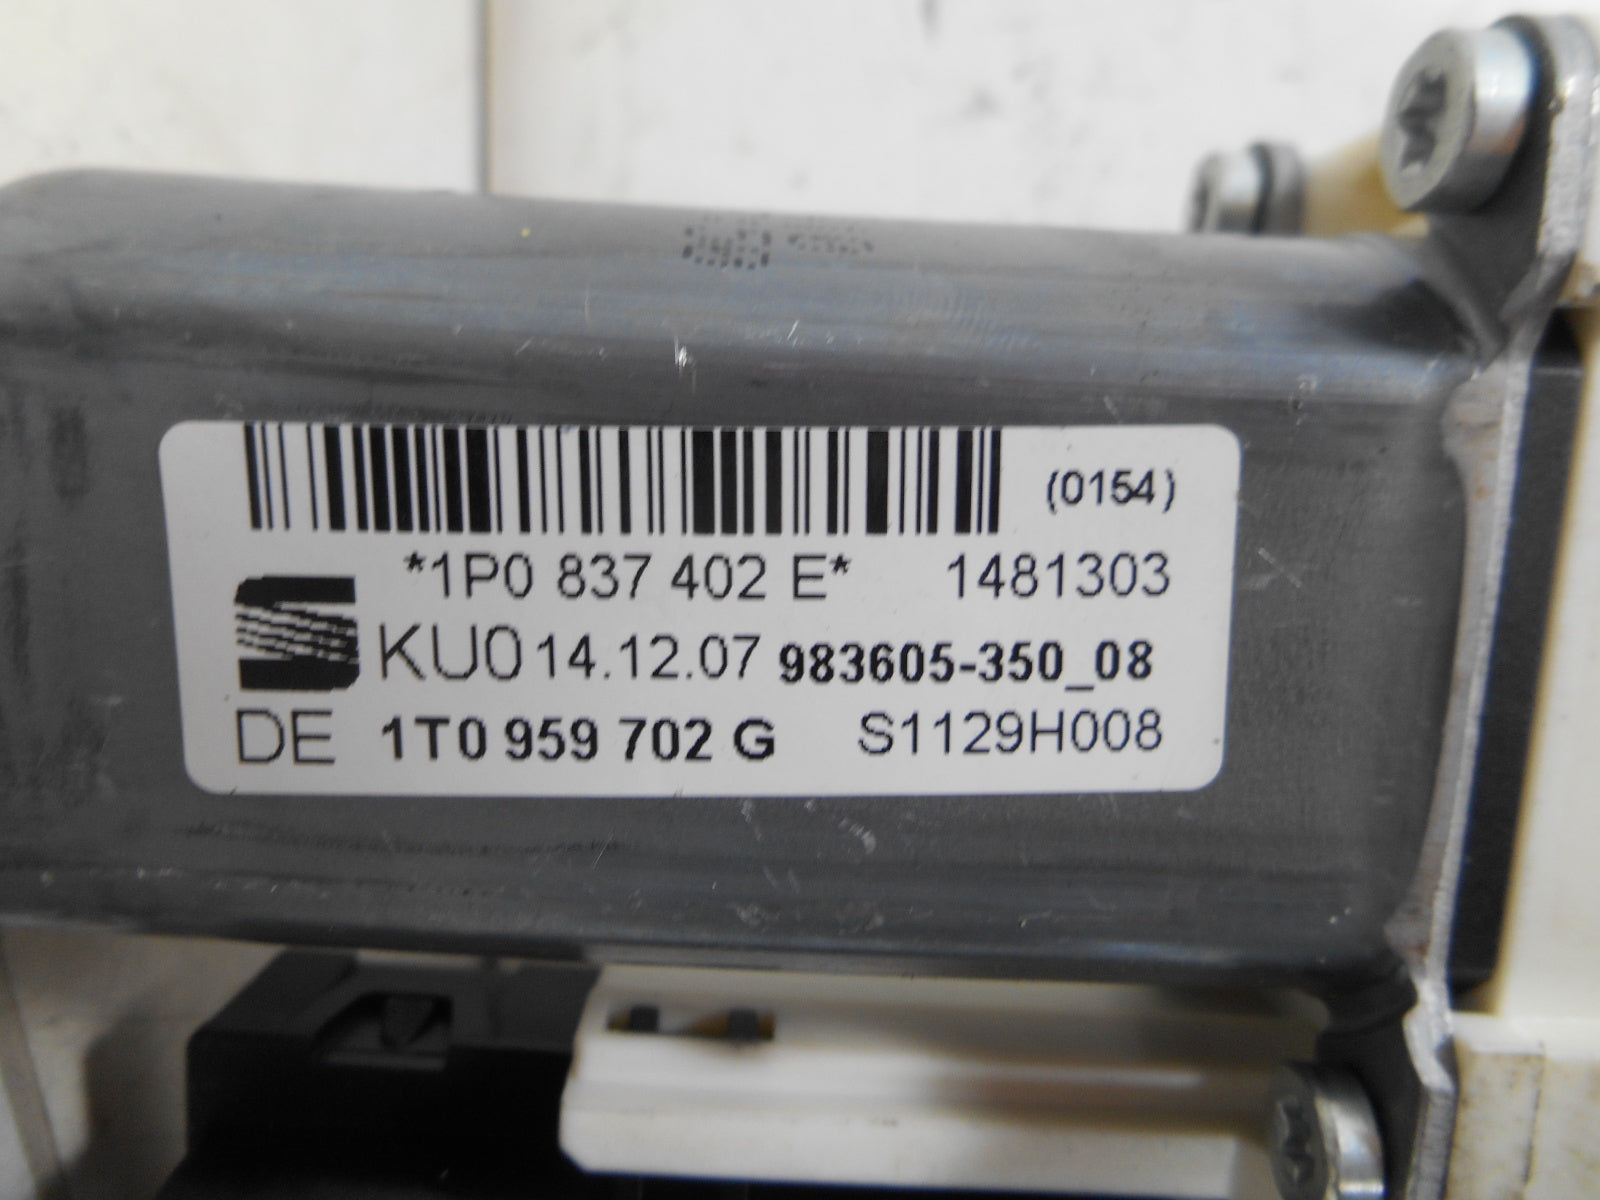 (0154)
*1P0 837 402 E* 1481303
KU0 14.12.07 983605-350_08
DE 1T0 959 702 G S1129H008